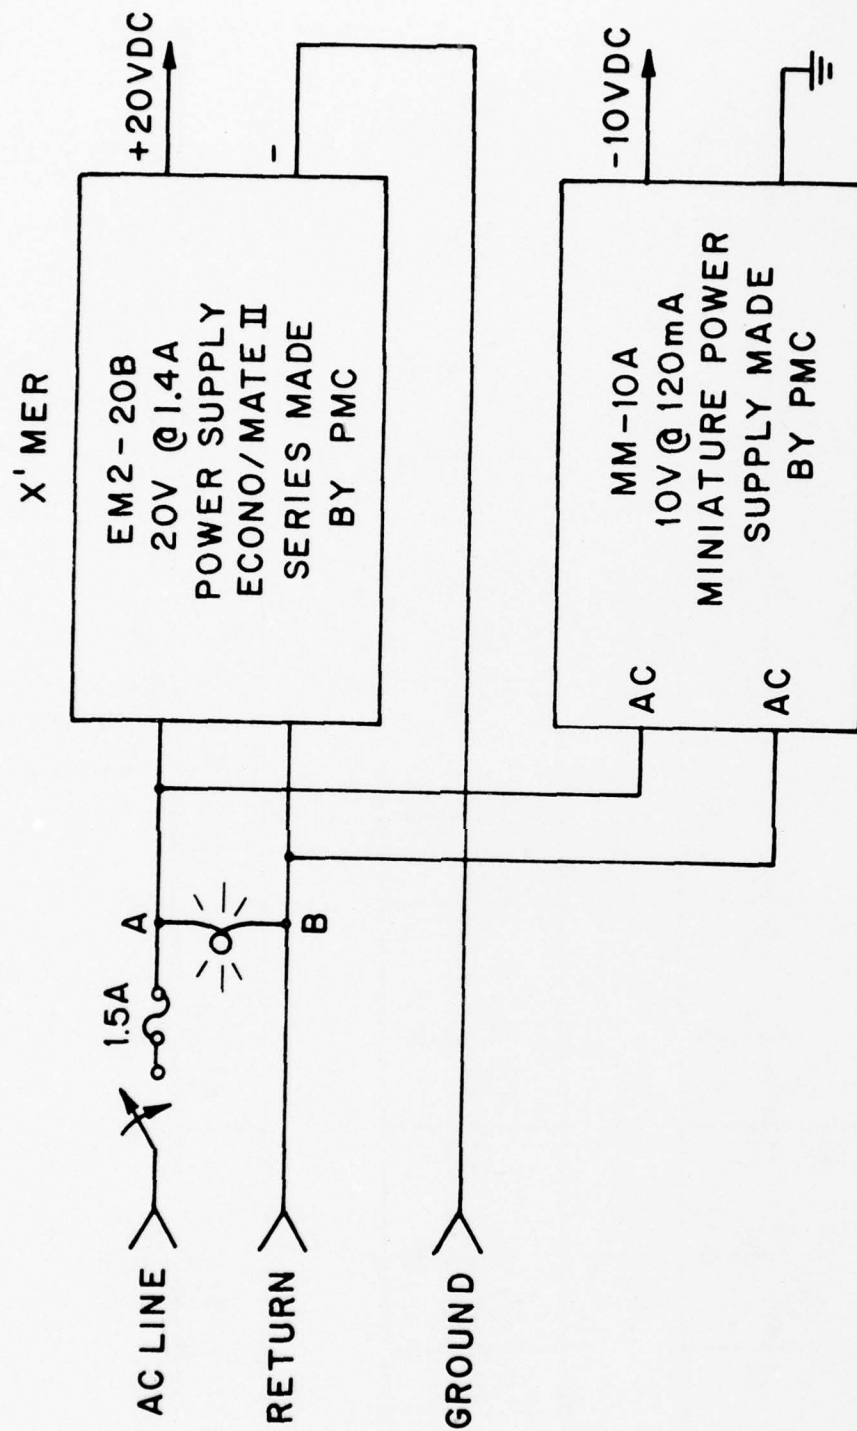 X'MER
EM2-20B
20V @ 1.4A
POWER SUPPLY
ECONO/MATE II
SERIES MADE
BY PMC
+20VDC
-
AC LINE
1.5A
A
B
RETURN
GROUND
MM-10A
10V @ 120mA
MINIATURE POWER
SUPPLY MADE
BY PMC
AC
AC
-10VDC